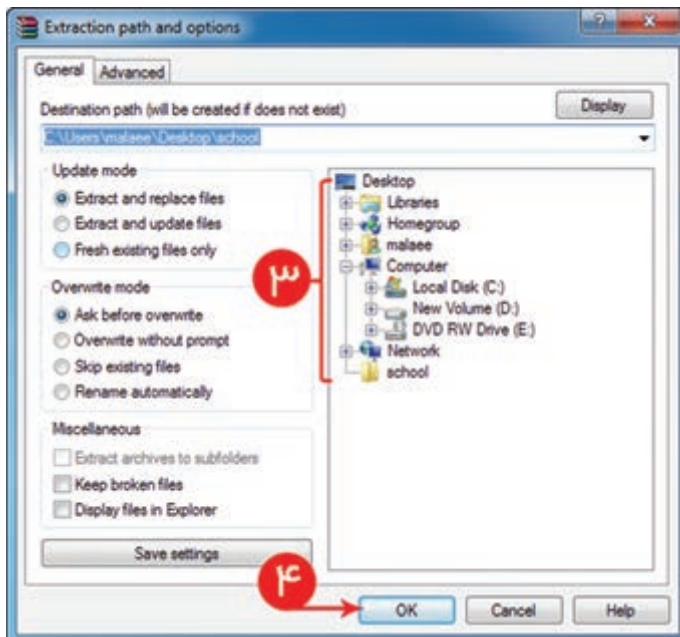 Extraction path and options
General Advanced
Destination path (will be created if does not exist)
Display
C:\Users\malaee\Desktop\school
Update mode
Extract and replace files
Extract and update files
Fresh existing files only
Overwrite mode
Ask before overwrite
Overwrite without prompt
Skip existing files
Rename automatically
Miscellaneous
Extract archives to subfolders
Keep broken files
Display files in Explorer
Save settings
۳
Desktop
Libraries
Homegroup
malaee
Computer
Local Disk (C:)
New Volume (D:)
DVD RW Drive (E:)
Network
school
۴
OK Cancel Help